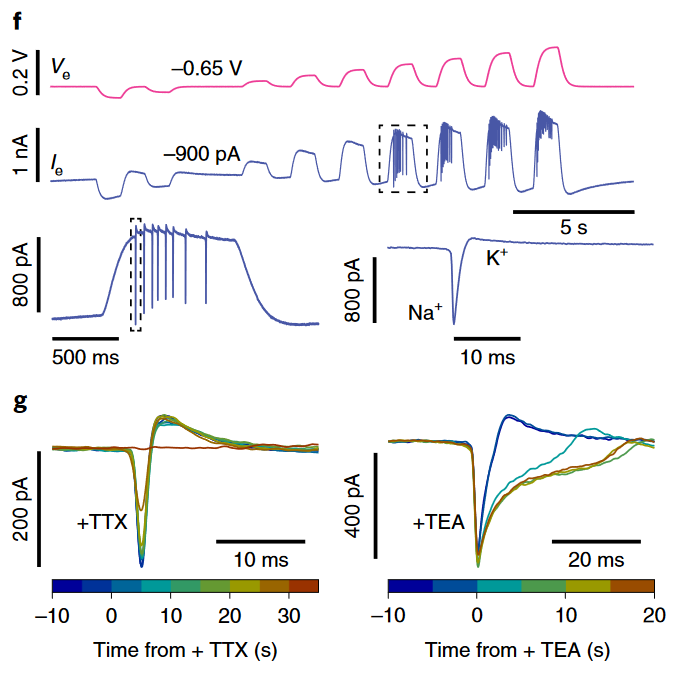 f
0.2 V
Ve
−0.65 V
1 nA
Ie
−900 pA
5 s
800 pA
500 ms
800 pA
Na+
K+
10 ms
g
200 pA
+TTX
10 ms
−10 0 10 20 30
Time from + TTX (s)
400 pA
+TEA
20 ms
−10 0 10 20
Time from + TEA (s)